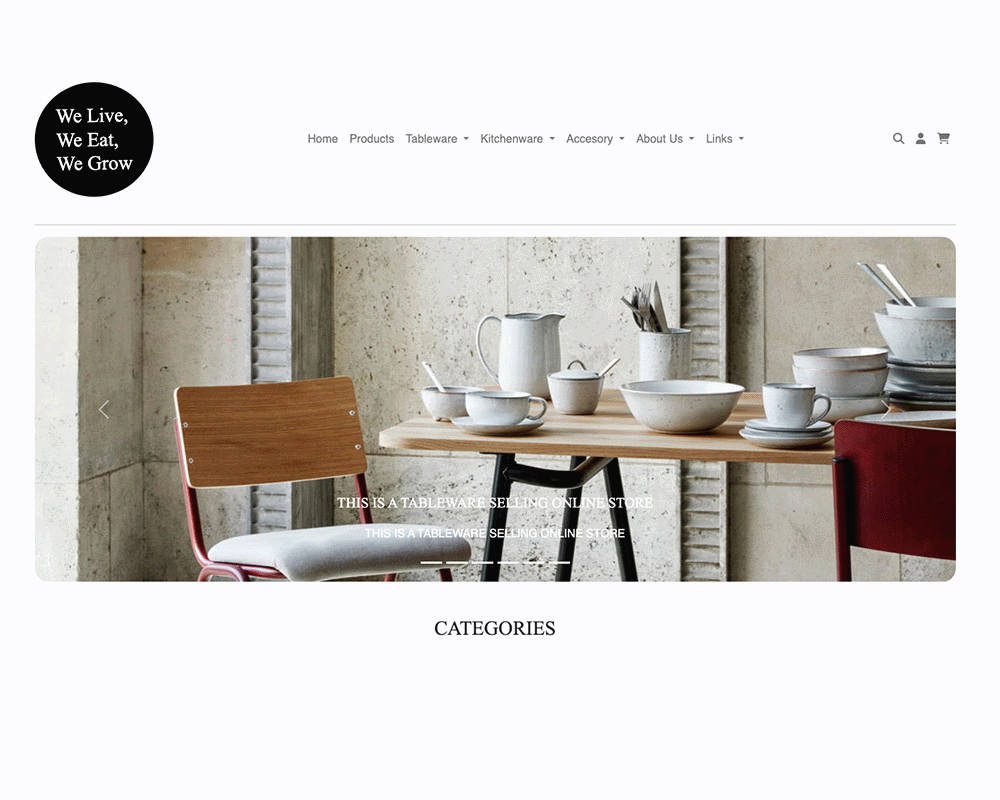 We Live,
We Eat,
We Grow
Home Products Tableware Kitchenware Accesory About Us Links
THIS IS A TABLEWARE SELLING ONLINE STORE
THIS IS A TABLEWARE SELLING ONLINE STORE
CATEGORIES